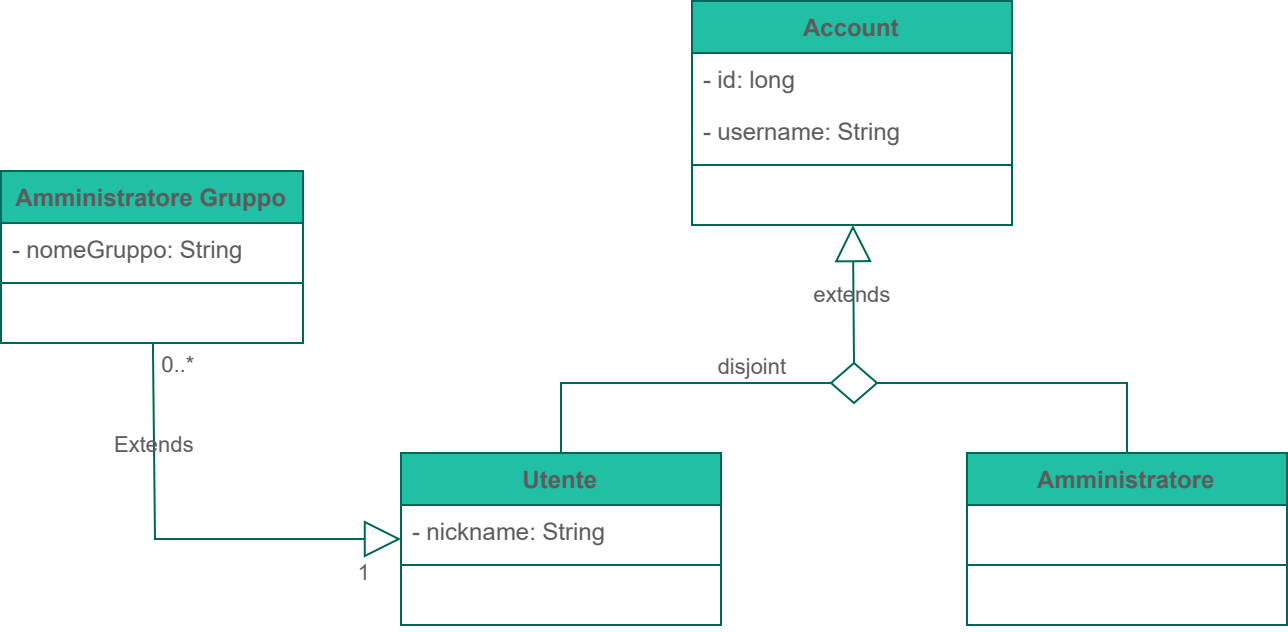 Account
- id: long
- username: String
Amministratore Gruppo
- nomeGruppo: String
extends
0..*
disjoint
Extends
Utente
- nickname: String
Amministratore
1